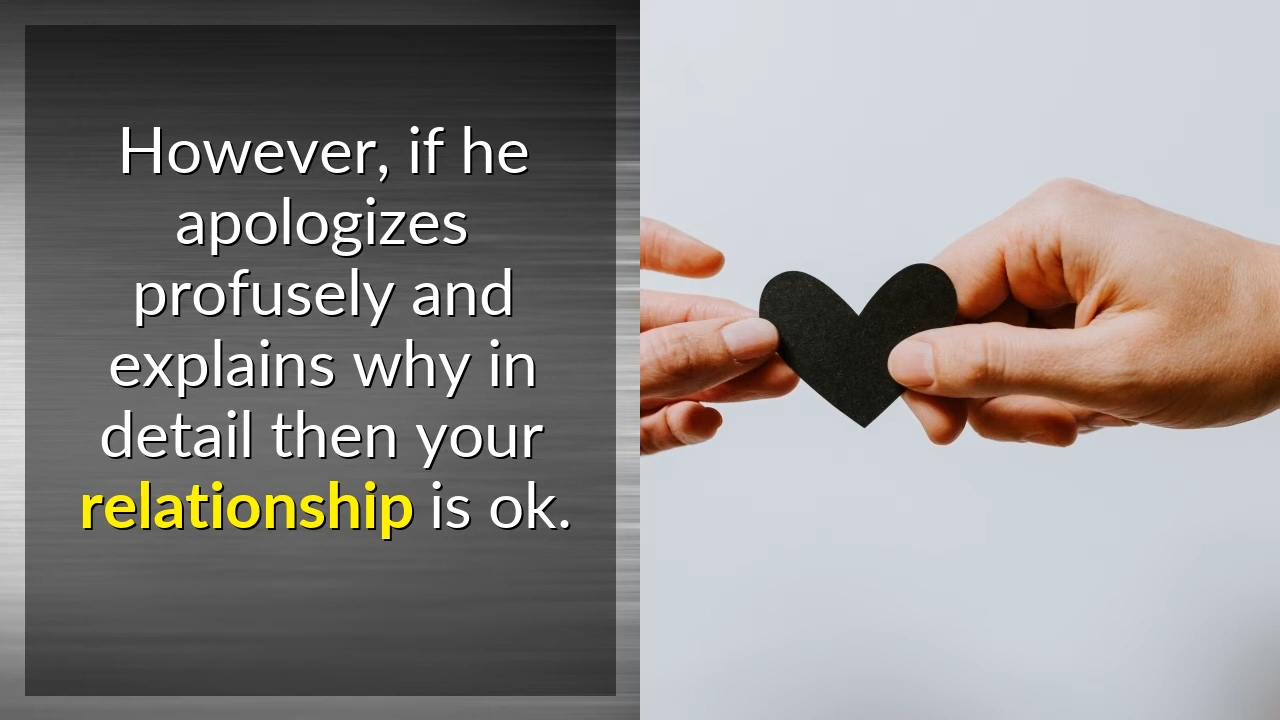 However, if he
apologizes
profusely and
explains why in
detail then your
relationship is ok.